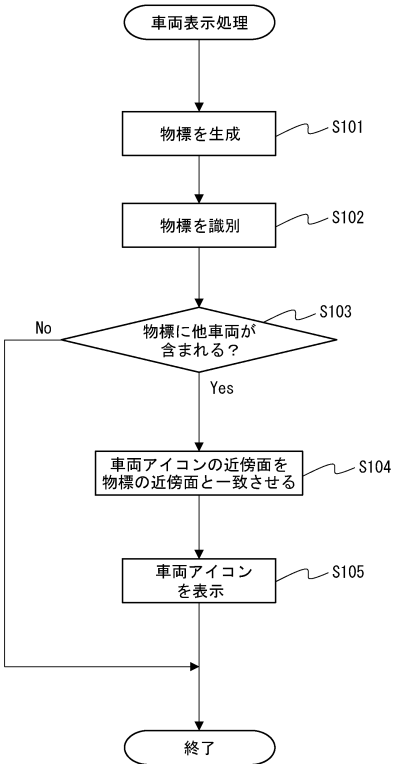 車両表示処理
物標を生成
S101
物標を識別
S102
S103
No
物標に他車両が
含まれる？
Yes
車両アイコンの近傍面を
物標の近傍面と一致させる
S104
車両アイコン
を表示
S105
終了